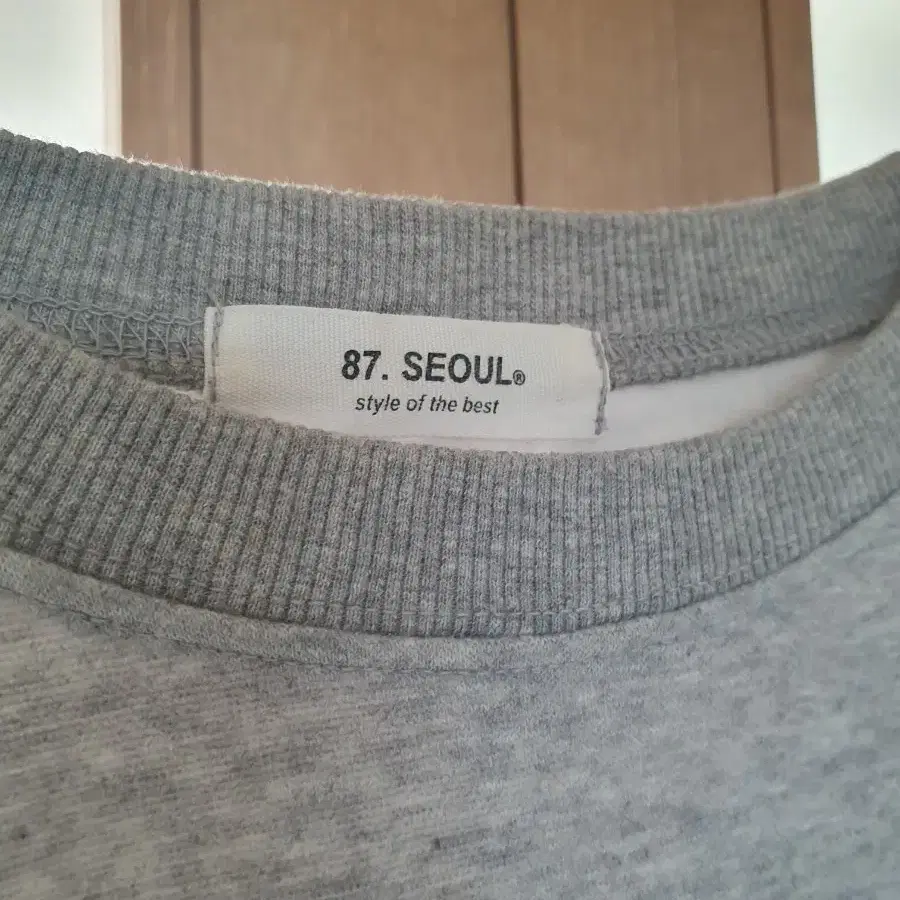 87. SEOUL®
style of the best